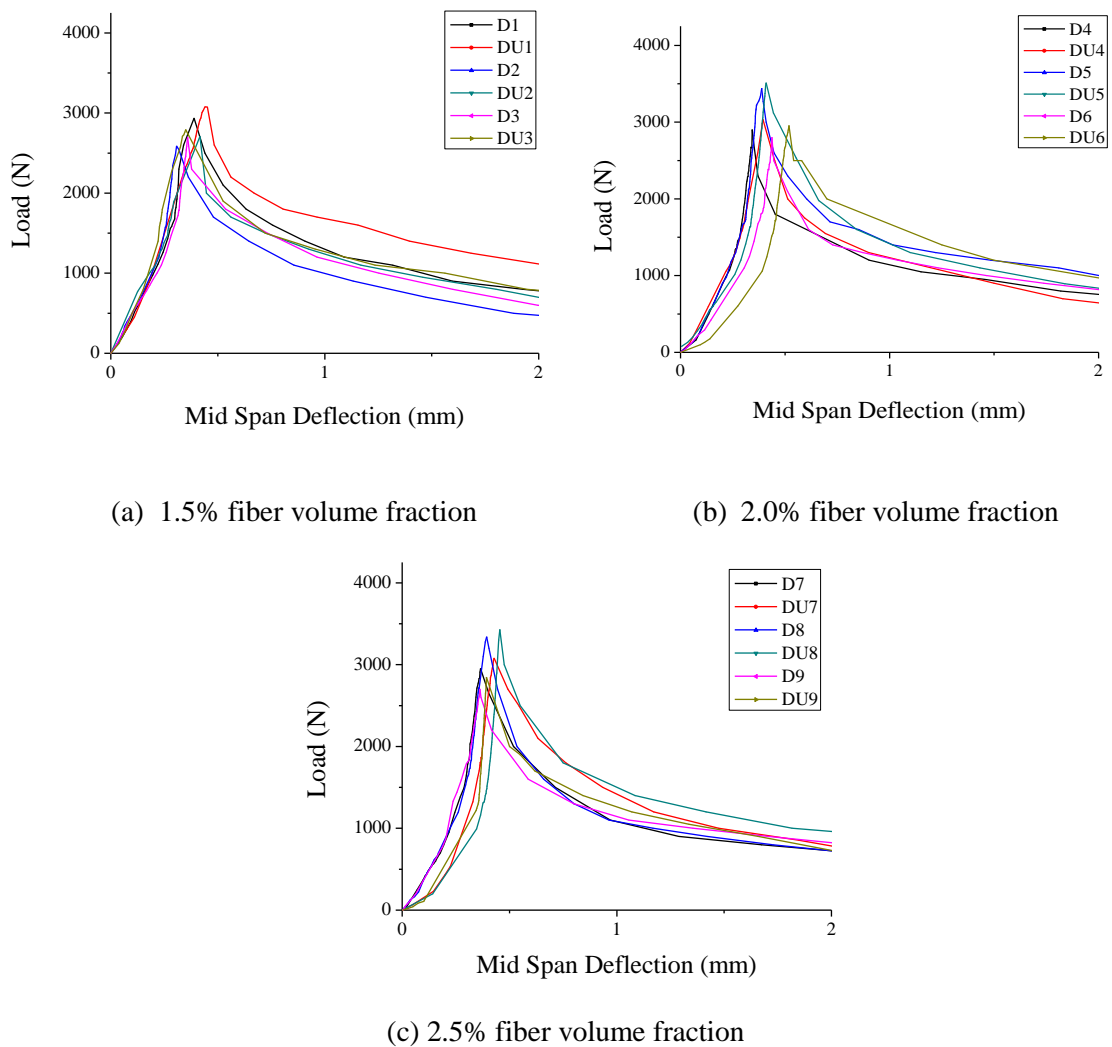 4000
3000
2000
1000
0
Load (N)
D1
DU1
D2
DU2
D3
DU3
0
1
2
Mid Span Deflection (mm)
(a) 1.5% fiber volume fraction
4000
3000
2000
1000
0
Load (N)
D4
DU4
D5
DU5
D6
DU6
0
1
2
Mid Span Deflection (mm)
(b) 2.0% fiber volume fraction
4000
3000
2000
1000
0
Load (N)
D7
DU7
D8
DU8
D9
DU9
0
1
2
Mid Span Deflection (mm)
(c) 2.5% fiber volume fraction